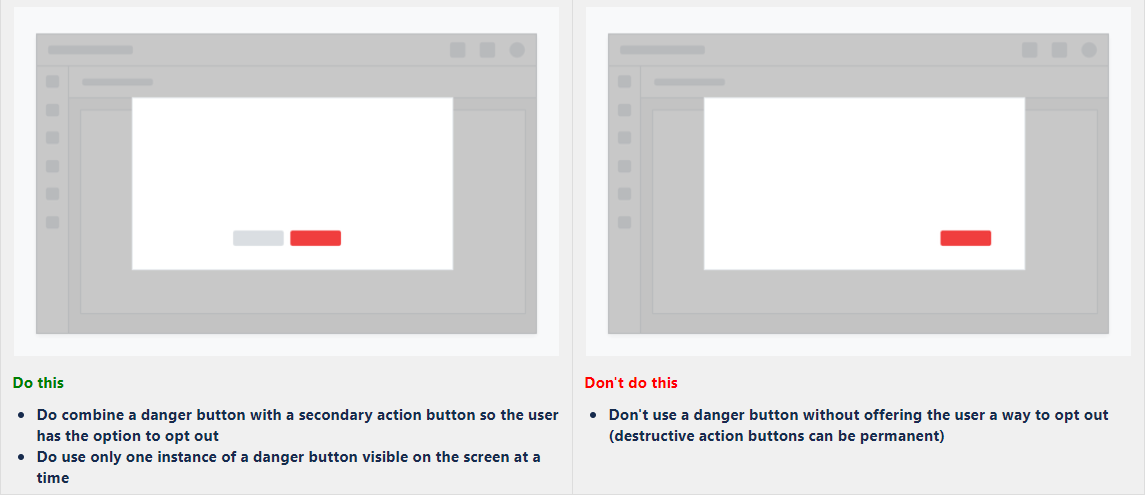 Do this
• Do combine a danger button with a secondary action button so the user
has the option to opt out
• Do use only one instance of a danger button visible on the screen at a
time
Don't do this
• Don't use a danger button without offering the user a way to opt out
(destructive action buttons can be permanent)